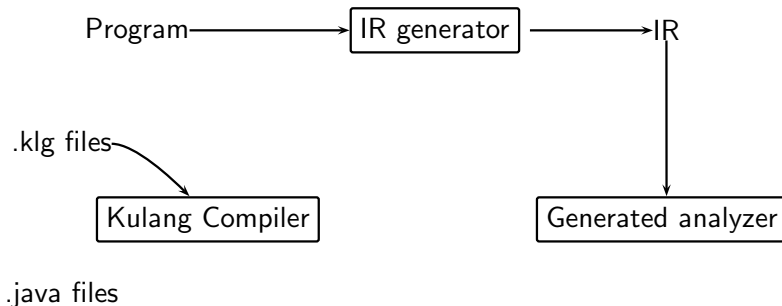 Program
IR generator
IR
.klg files
Kulang Compiler
Generated analyzer
.java files